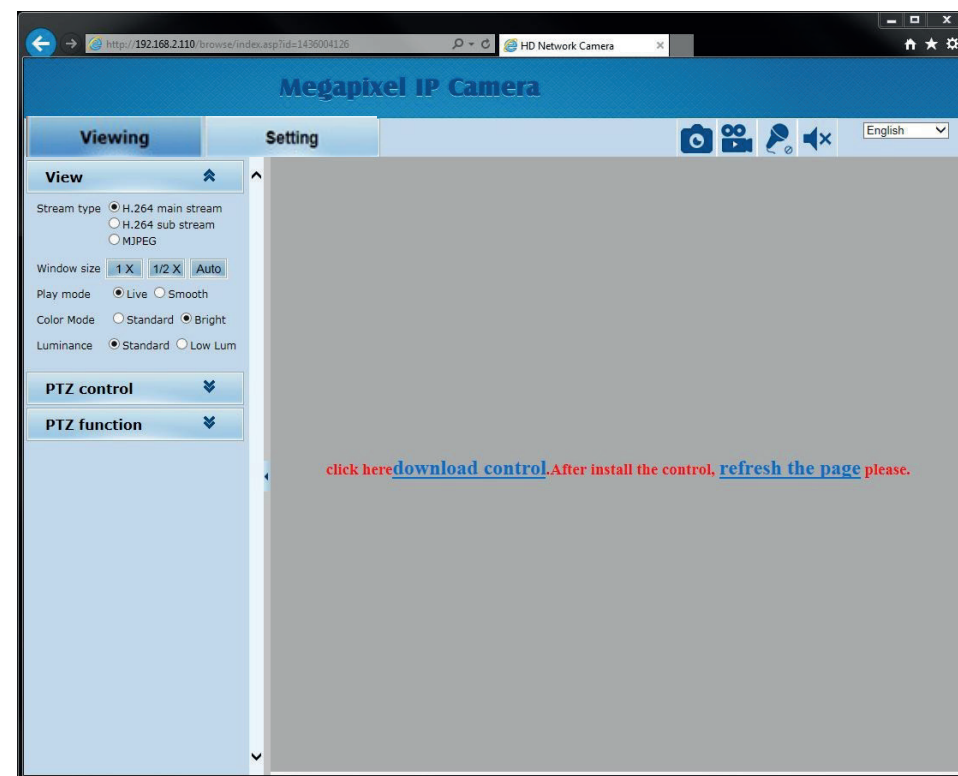 http://192.168.2.110/browse/index.asp?id=1436004126
HD Network Camera
Megapixel IP Camera
Viewing
Setting
English
View
Stream type H.264 main stream
H.264 sub stream
MJPEG
Window size 1 X 1/2 X Auto
Play mode Live Smooth
Color Mode Standard Bright
Luminance Standard Low Lum
PTZ control
PTZ function
click heredownload control.After install the control, refresh the page please.